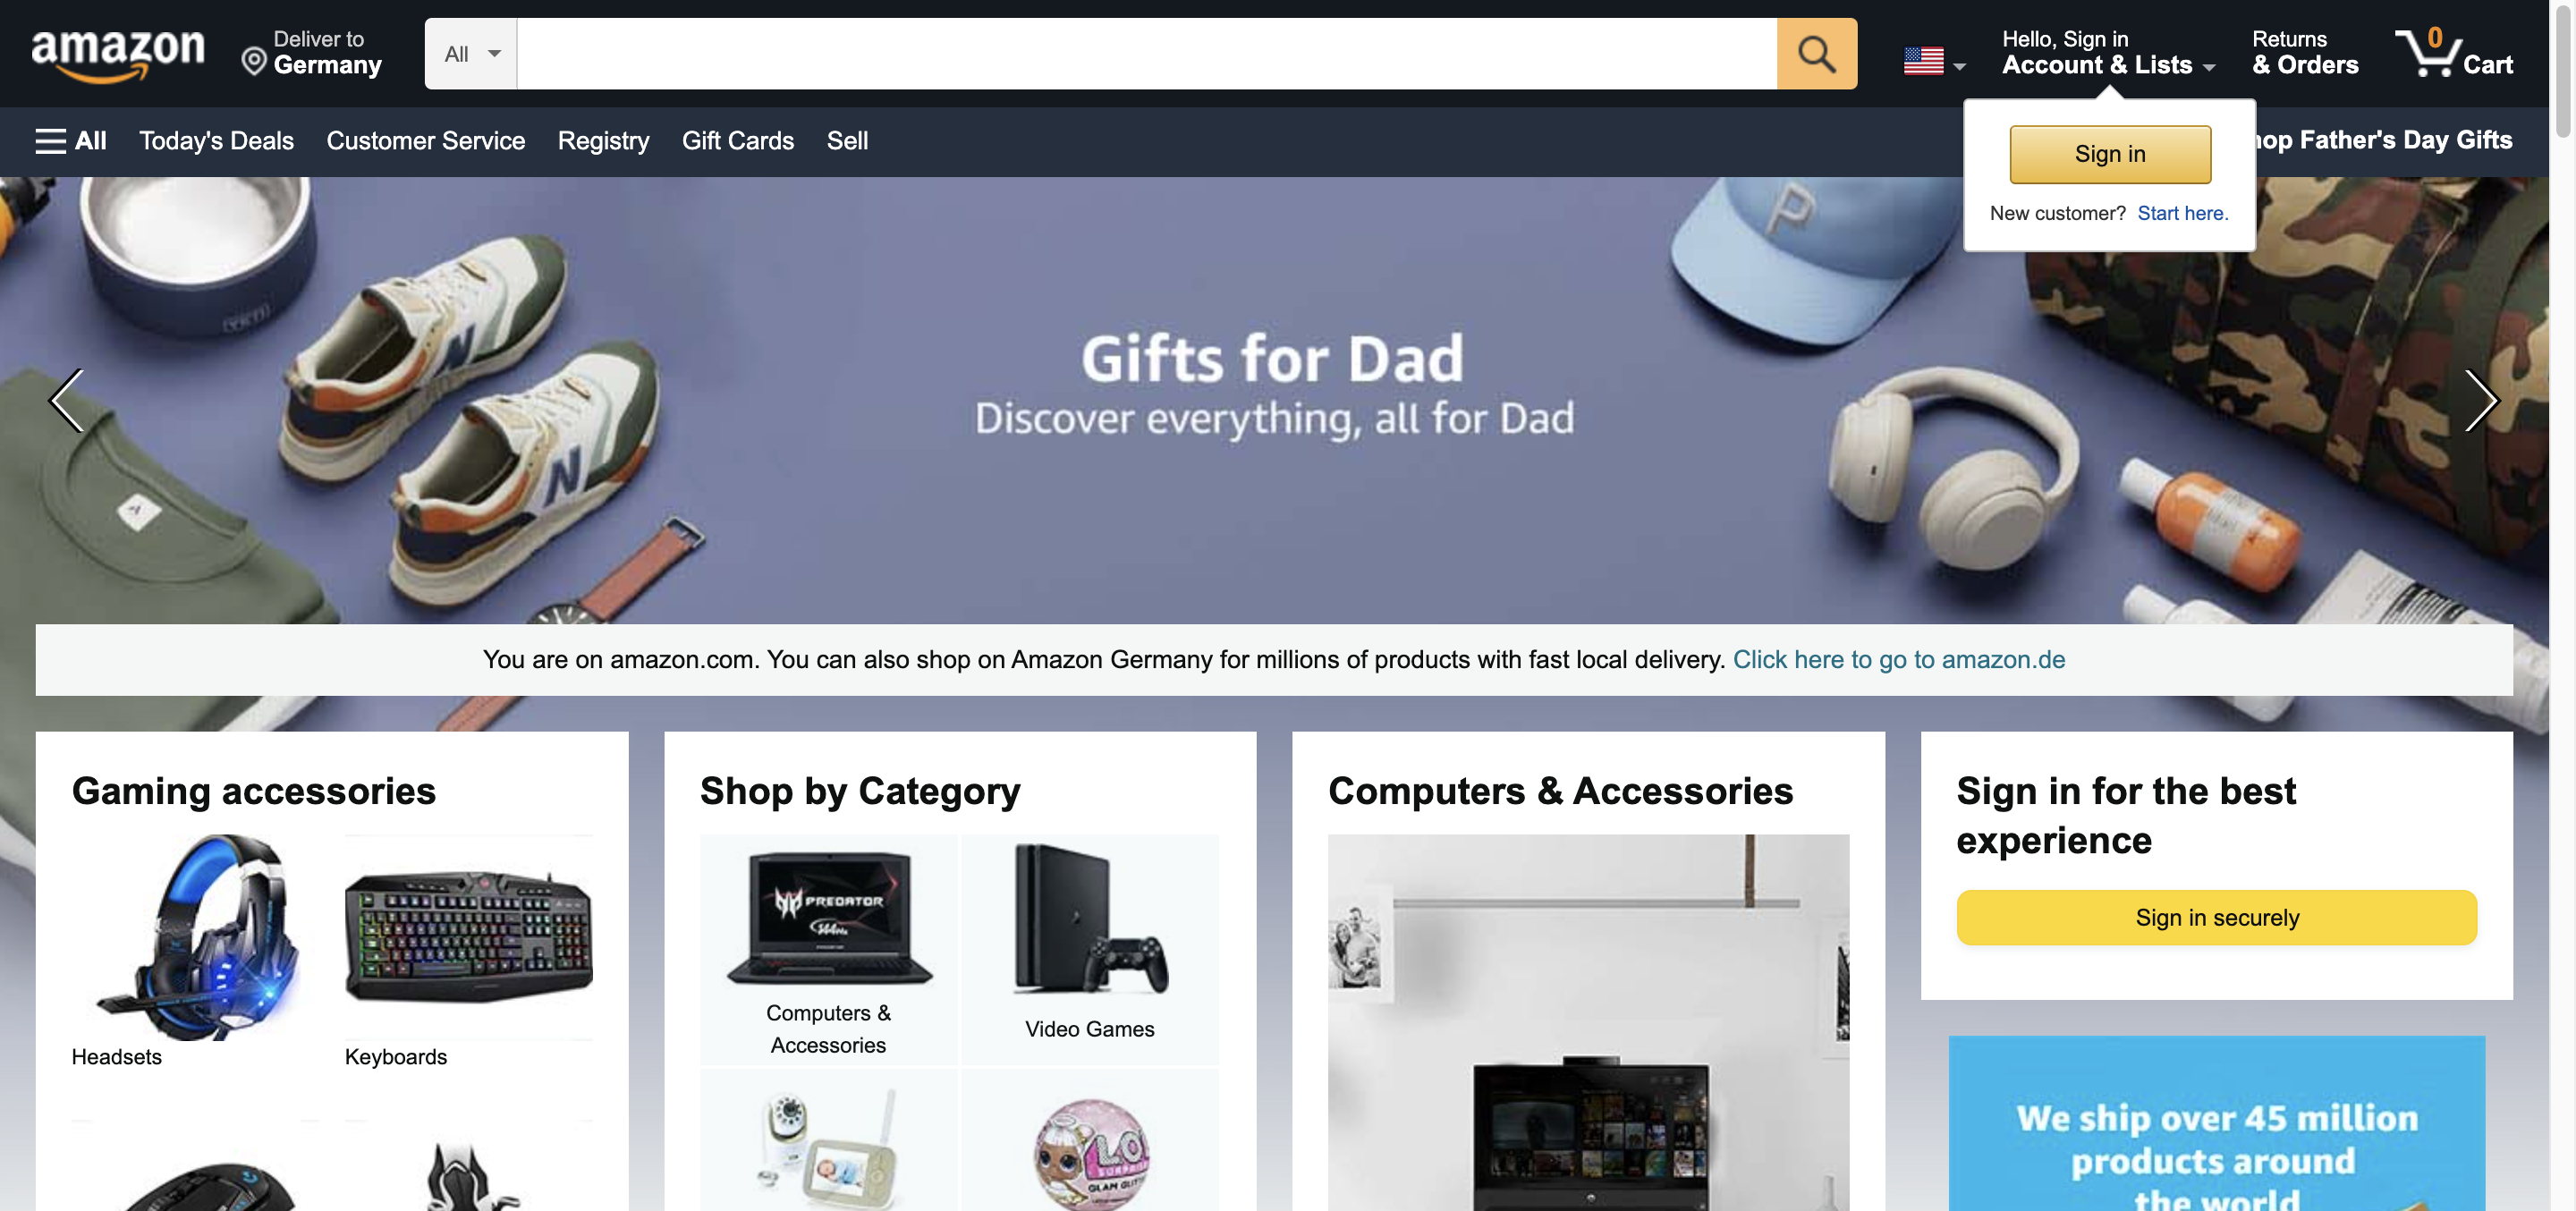 amazon
Deliver to
Germany
All
Hello, Sign in
Account & Lists
Returns
& Orders
0
Cart
All
Today's Deals
Customer Service
Registry
Gift Cards
Sell
Father's Day Gifts
Sign in
New customer? Start here.
P
YETI
N
N
A
Gifts for Dad
Discover everything, all for Dad
You are on amazon.com. You can also shop on Amazon Germany for millions of products with fast local delivery. Click here to go to amazon.de
Gaming accessories
Headsets
Keyboards
Shop by Category
PREDATOR
Computers &
Accessories
Video Games
L.O.
SURPRISE
GLAM
Computers & Accessories
Sign in for the best
experience
Sign in securely
We ship over 45 million
products around
the world